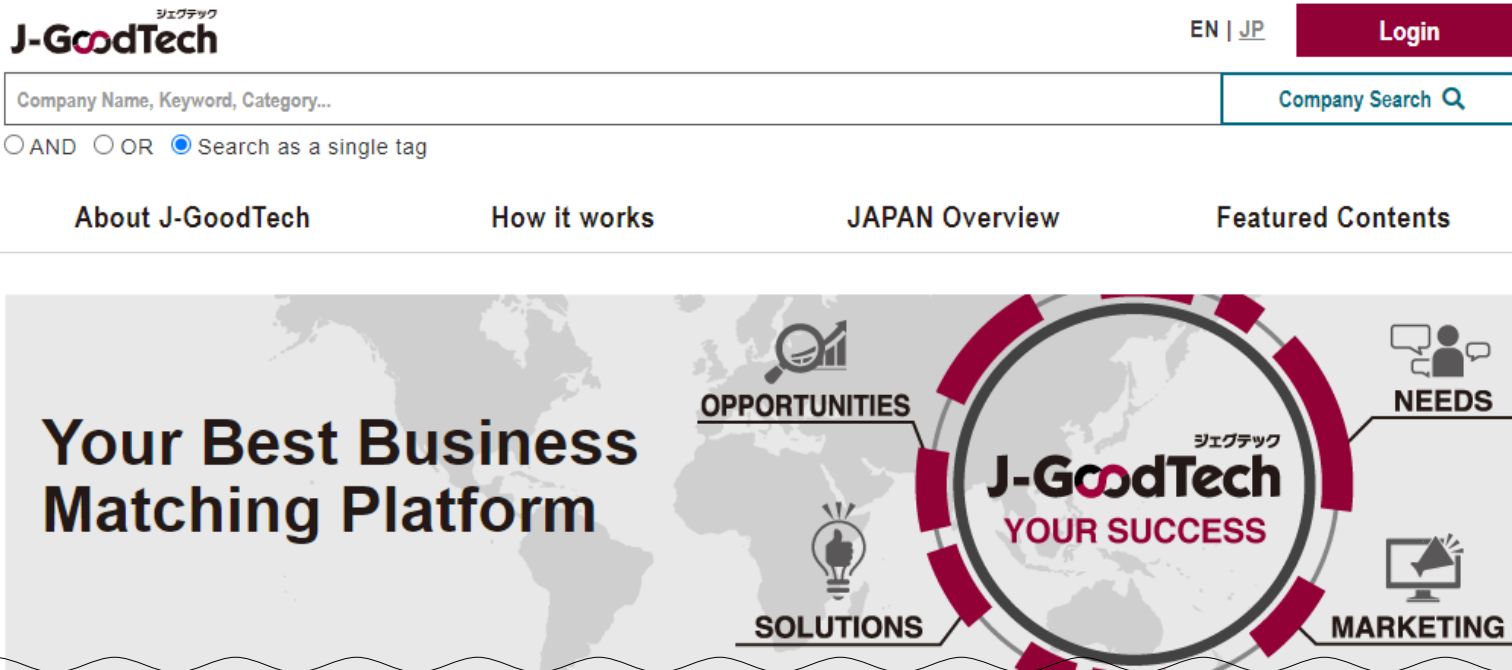 ジェグテック
J-GoodTech
EN | JP
Login
Company Name, Keyword, Category...
Company Search
AND OR Search as a single tag
About J-GoodTech How it works JAPAN Overview Featured Contents
Your Best Business
Matching Platform
OPPORTUNITIES
NEEDS
ジェグテック
J-GoodTech
YOUR SUCCESS
SOLUTIONS
MARKETING